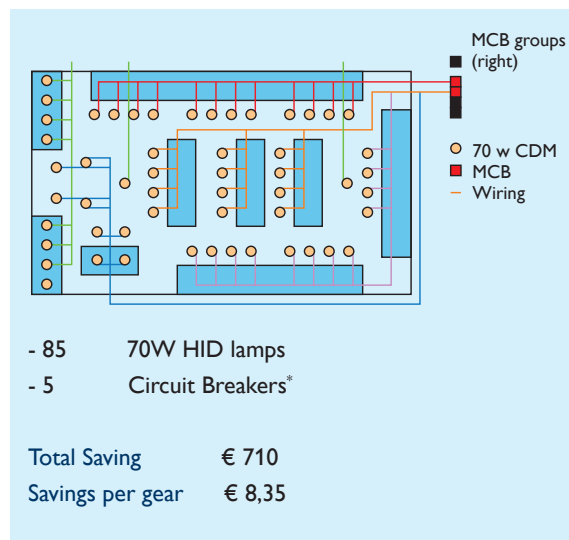 MCB groups
(right)
70 w CDM
MCB
Wiring
- 85 70W HID lamps
- 5 Circuit Breakers*
Total Saving € 710
Savings per gear € 8,35